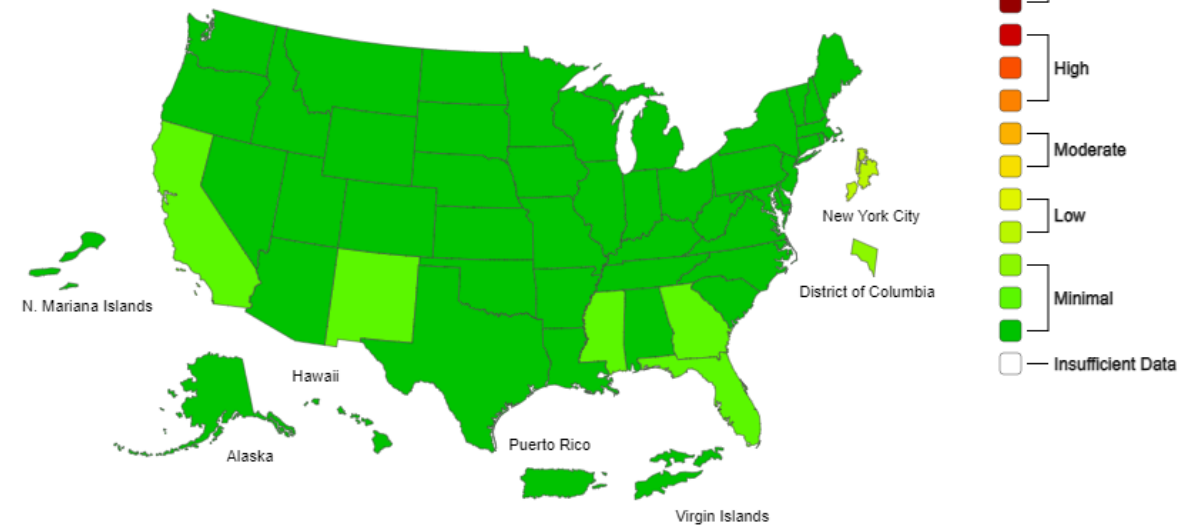 High
Moderate
Low
New York City
District of Columbia
N. Mariana Islands
Minimal
Insufficient Data
Hawaii
Puerto Rico
Alaska
Virgin Islands